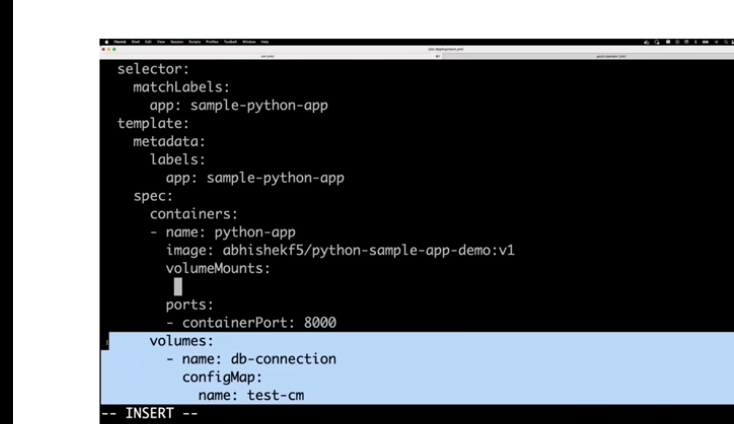 selector:
matchLabels:
app: sample-python-app
template:
metadata:
labels:
app: sample-python-app
spec:
containers:
- name: python-app
image: abhishekf5/python-sample-app-demo:v1
volumeMounts:
ports:
- containerPort: 8000
volumes:
- name: db-connection
configMap:
name: test-cm
-- INSERT --